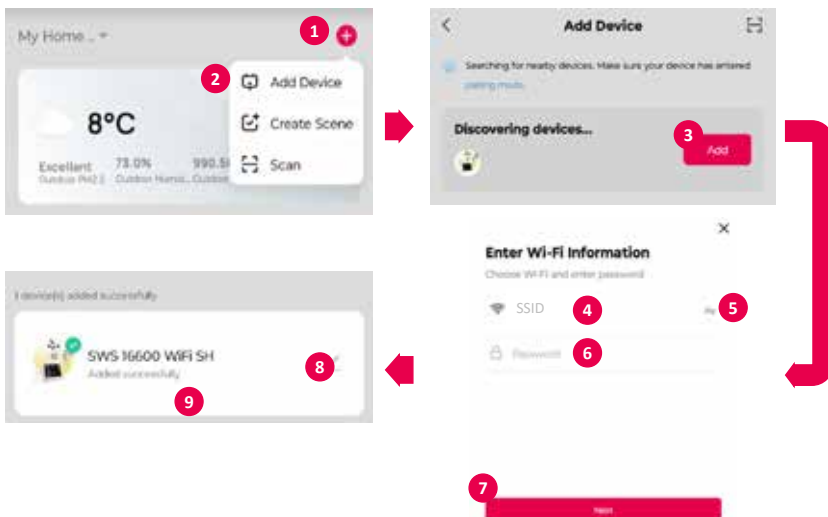 My Home...
1
2
Add Device
Create Scene
Scan
8°C
Excellent
73.0%
Outdoor PM2.5
Add Device
Searching for nearby devices. Make sure your device has entered
pairing mode.
Discovering devices...
3
Add
Enter Wi-Fi Information
Choose Wi-Fi and enter password
SSID
4
5
Password
6
7
Next
1 device(s) added successfully
SWS 16600 WiFi SH
Added successfully
8
9